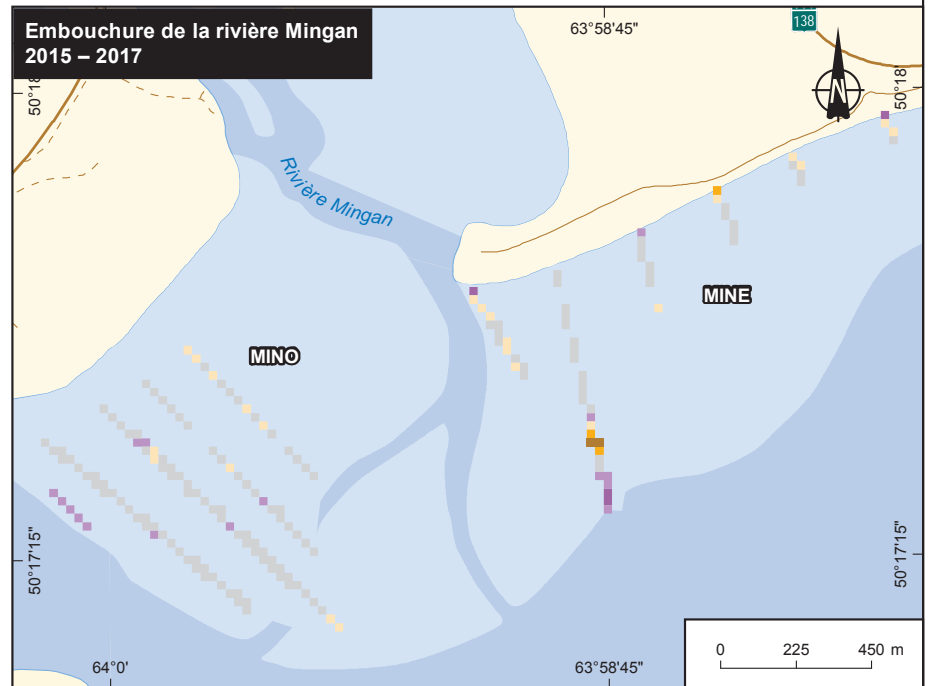 Embouchure de la rivière Mingan
2015 – 2017
63°58'45"
138
N
50°18'
50°18'
Rivière Mingan
MINE
MINO
50°17'15"
50°17'15"
64°0'
63°58'45"
0 225 450 m